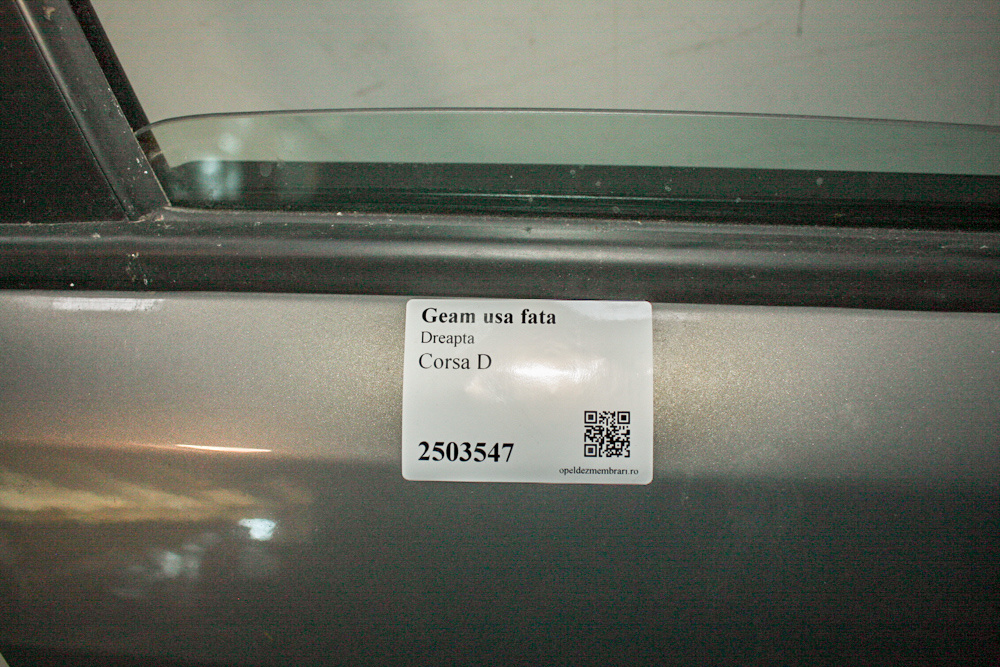 Geam usa fata
Dreapta
Corsa D
2503547
opeldezmembrari.ro